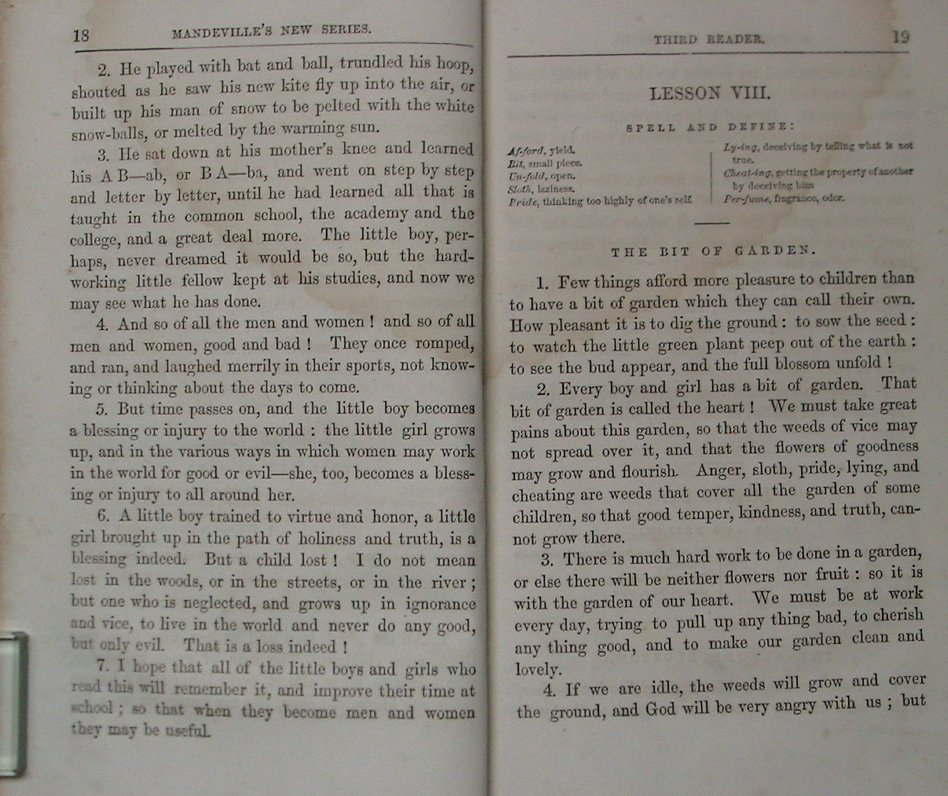 18
MANDEVILLE'S NEW SERIES.
2. He played with bat and ball, trundled his hoop,
shouted as he saw his new kite fly up into the air, or
built up his man of snow to be pelted with the white
snow-balls, or melted by the warming sun.
3. He sat down at his mother's knee and learned
his A B—ab, or B A—ba, and went on step by step
and letter by letter, until he had learned all that is
taught in the common school, the academy and the
college, and a great deal more. The little boy, per-
haps, never dreamed it would be so, but the hard-
working little fellow kept at his studies, and now we
may see what he has done.
4. And so of all the men and women ! and so of all
men and women, good and bad ! They once romped,
and ran, and laughed merrily in their sports, not know-
ing or thinking about the days to come.
5. But time passes on, and the little boy becomes
a blessing or injury to the world : the little girl grows
up, and in the various ways in which women may work
in the world for good or evil—she, too, becomes a bless-
ing or injury to all around her.
6. A little boy trained to virtue and honor, a little
girl brought up in the path of holiness and truth, is a
blessing indeed. But a child lost ! I do not mean
lost in the woods, or in the streets, or in the river ;
but one who is neglected, and grows up in ignorance
and vice, to live in the world and never do any good,
but only evil. That is a loss indeed !
7. I hope that all of the little boys and girls who
read this will remember it, and improve their time at
school ; so that when they become men and women
they may be useful.
THIRD READER.
19
LESSON VIII.
SPELL AND DEFINE:
Af-ford, yield.
Bit, small piece.
Un-fold, open.
Sloth, laziness.
Pride, thinking too highly of one's self.
Ly-ing, deceiving by telling what is not
true.
Cheat-ing, getting the property of another
by deceiving him
Per-fume, fragrance, odor.
THE BIT OF GARDEN.
1. Few things afford more pleasure to children than
to have a bit of garden which they can call their own.
How pleasant it is to dig the ground : to sow the seed :
to watch the little green plant peep out of the earth :
to see the bud appear, and the full blossom unfold !
2. Every boy and girl has a bit of garden. That
bit of garden is called the heart ! We must take great
pains about this garden, so that the weeds of vice may
not spread over it, and that the flowers of goodness
may grow and flourish. Anger, sloth, pride, lying, and
cheating are weeds that cover all the garden of some
children, so that good temper, kindness, and truth, can-
not grow there.
3. There is much hard work to be done in a garden,
or else there will be neither flowers nor fruit : so it is
with the garden of our heart. We must be at work
every day, trying to pull up any thing bad, to cherish
any thing good, and to make our garden clean and
lovely.
4. If we are idle, the weeds will grow and cover
the ground, and God will be very angry with us ; but